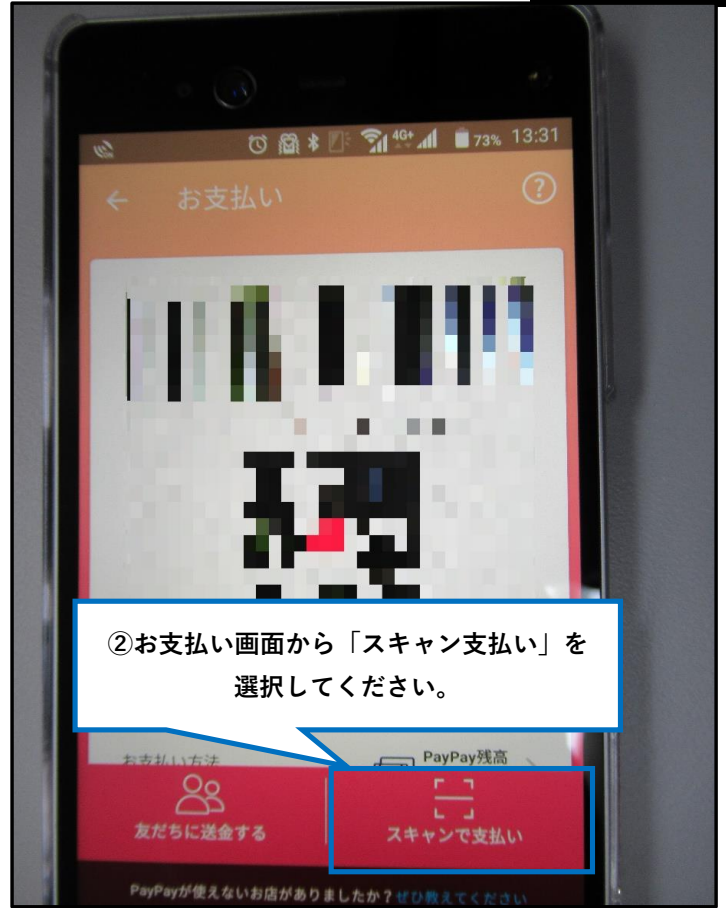 4G+ 73% 13:31
お支払い
?
②お支払い画面から「スキャン支払い」を
選択してください。
お支払い方法
PayPay残高
友だちに送金する
スキャンで支払い
PayPayが使えないお店がありましたか？ぜひ教えてください